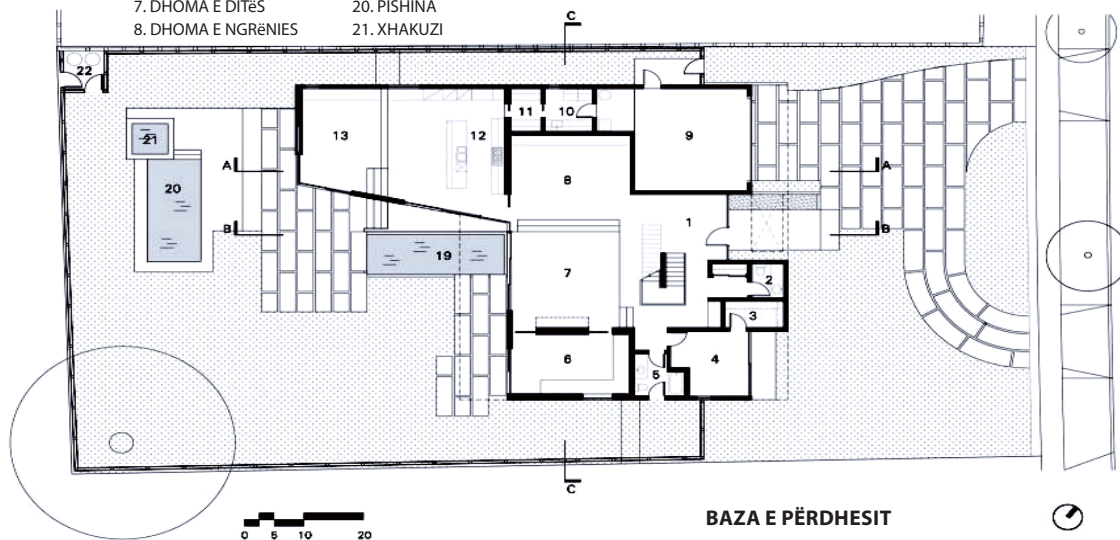 7. DHOMA E DITëS
8. DHOMA E NGRëNIES
20. PISHINA
21. XHAKUZI
C
22
21
20
A
B
13
12
11
10
9
8
1
A
B
19
7
2
3
6
5
4
C
0 5 10 20
BAZA E PËRDHESIT